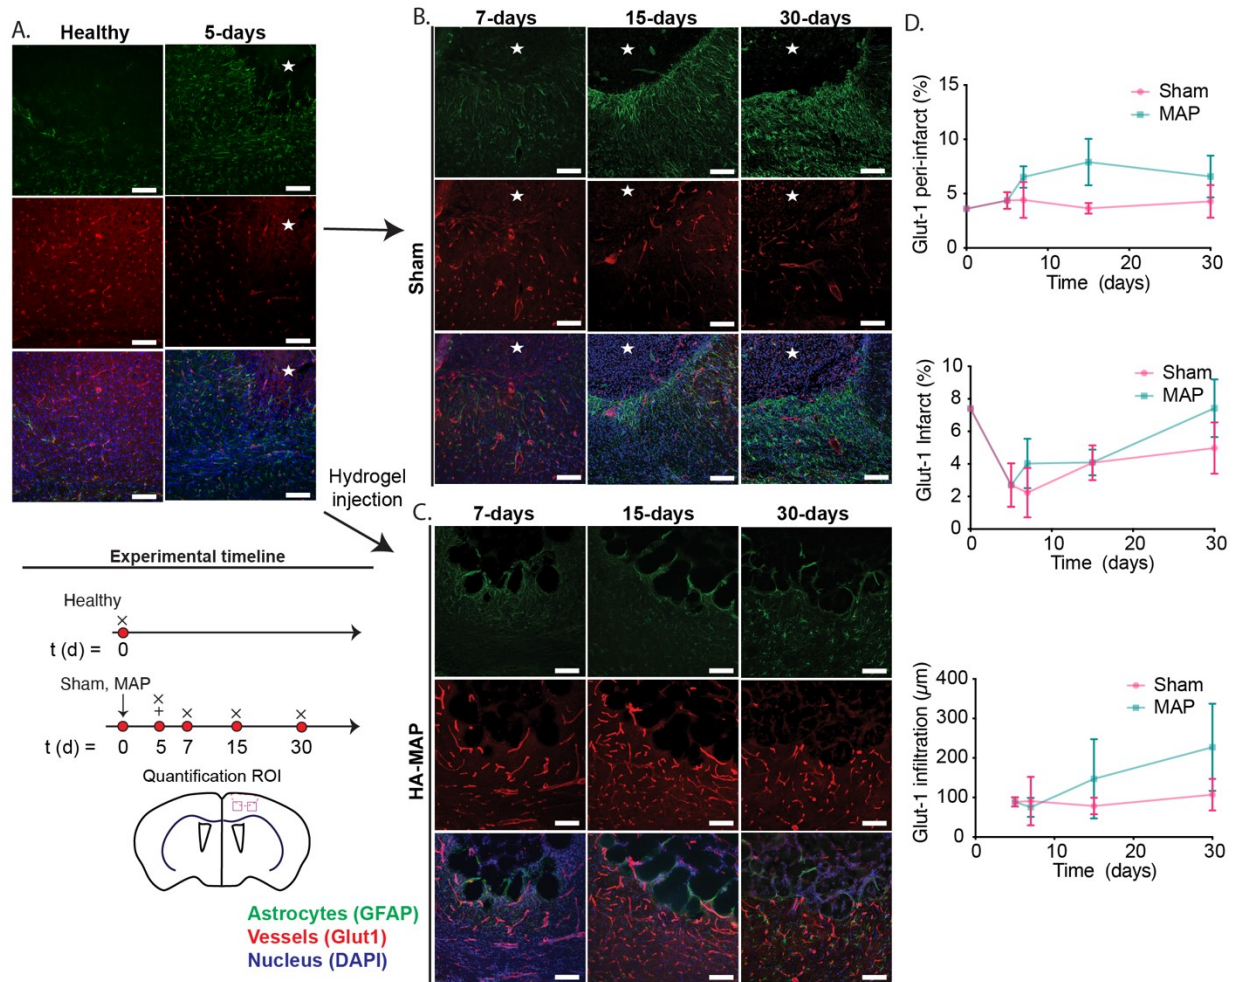 A.
Healthy
5-days
B.
7-days
15-days
30-days
Sham
Hydrogel
injection
C.
7-days
15-days
30-days
HA-MAP
Experimental timeline
Healthy
×
t (d) = 0
Sham, MAP
×
+
×
×
×
t (d) = 0 5 7 15 30
Quantification ROI
Astrocytes (GFAP)
Vessels (Glut1)
Nucleus (DAPI)
D.
Glut-1 peri-infarct (%)
15
10
5
0
0 10 20 30
Time (days)
Sham
MAP
Glut-1 Infarct (%)
10
8
6
4
2
0
0 10 20 30
Time (days)
Sham
MAP
Glut-1 infiltration (µm)
400
300
200
100
0
0 10 20 30
Time (days)
Sham
MAP